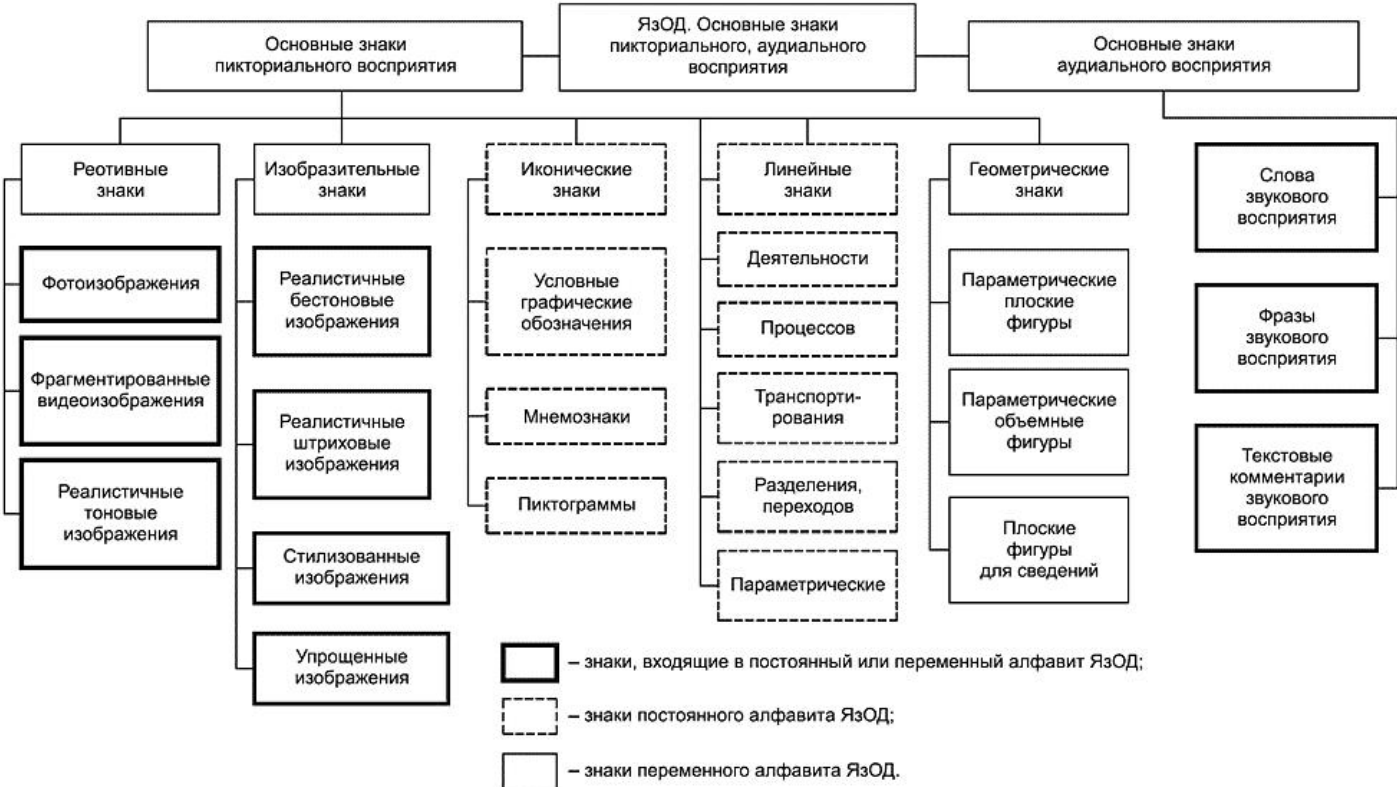 ЯзОД. Основные знаки
пикториального, аудиального
восприятия
Основные знаки
пикториального восприятия
Основные знаки
аудиального восприятия
Реотивные
знаки
Фотоизображения
Фрагментированные
видеоизображения
Реалистичные
тоновые
изображения
Изобразительные
знаки
Реалистичные
бестоновые
изображения
Реалистичные
штриховые
изображения
Стилизованные
изображения
Упрощенные
изображения
Иконические
знаки
Условные
графические
обозначения
Мнемознаки
Пиктограммы
Линейные
знаки
Деятельности
Процессов
Транспорти-
рования
Разделения,
переходов
Параметрические
Геометрические
знаки
Параметрические
плоские
фигуры
Параметрические
объемные
фигуры
Плоские
фигуры
для сведений
Слова
звукового
восприятия
Фразы
звукового
восприятия
Текстовые
комментарии
звукового
восприятия
– знаки, входящие в постоянный или переменный алфавит ЯзОД;
– знаки постоянного алфавита ЯзОД;
– знаки переменного алфавита ЯзОД.